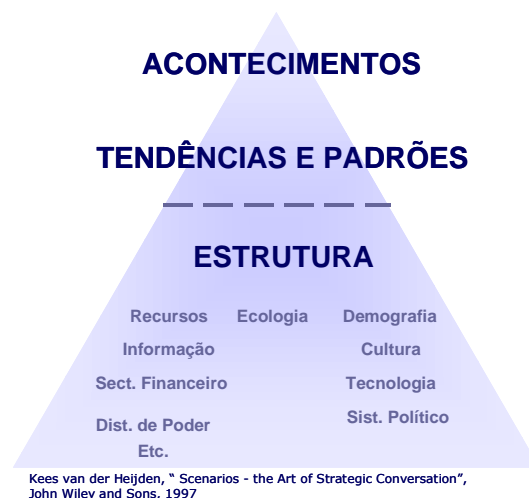 ACONTECIMENTOS
TENDÊNCIAS E PADRÕES
ESTRUTURA
Recursos Ecologia Demografia
Informação Cultura
Sect. Financeiro Tecnologia
Dist. de Poder Sist. Político
Etc.
Kees van der Heijden, “ Scenarios - the Art of Strategic Conversation”,
John Wiley and Sons, 1997